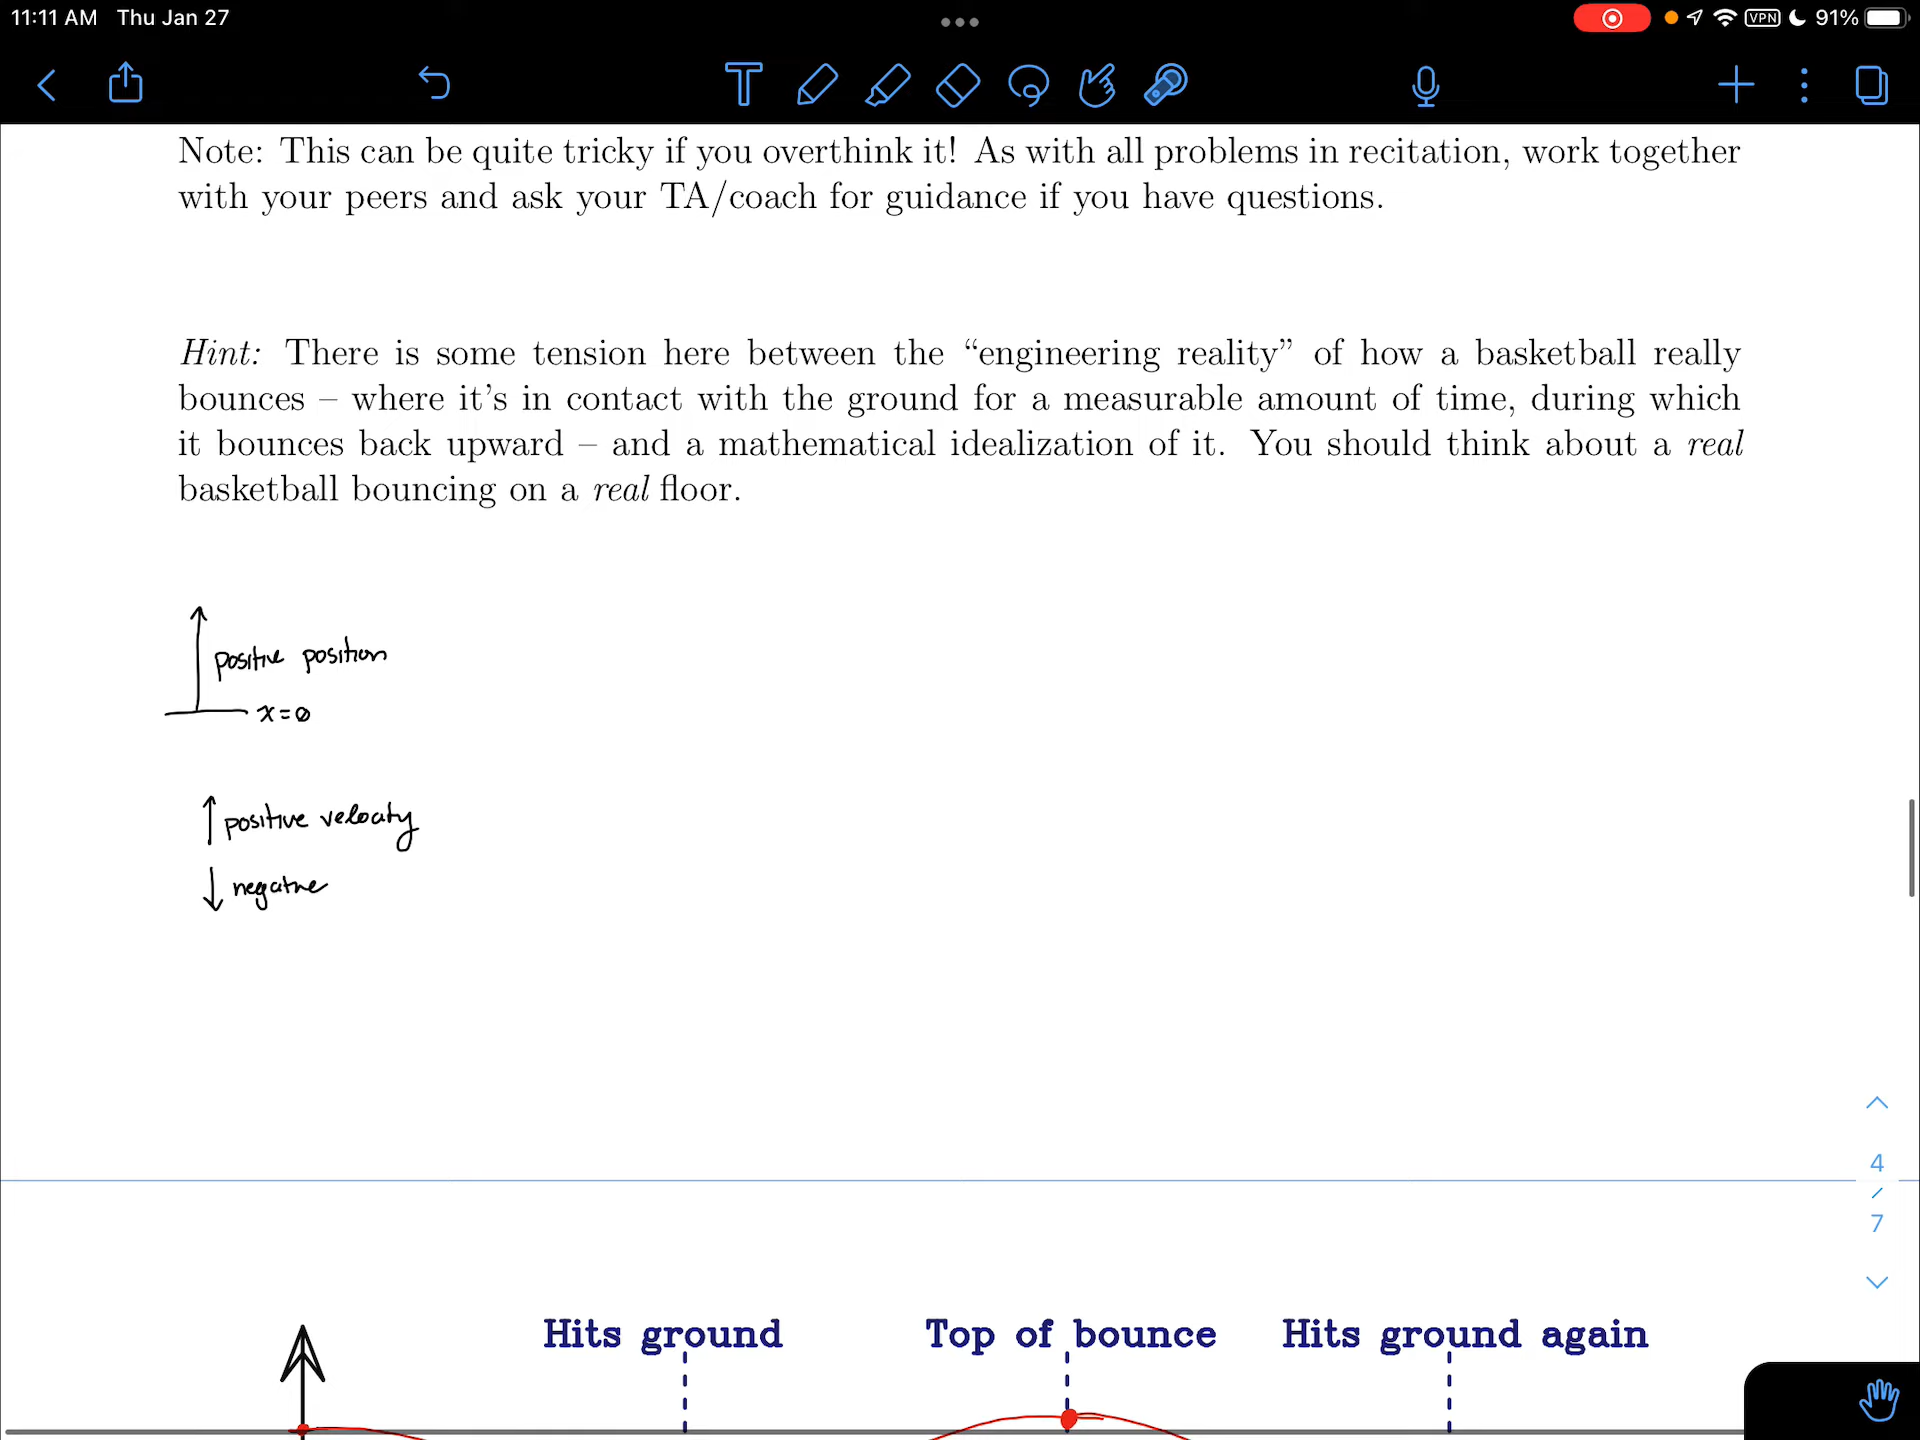 11:11 AM Thu Jan 27
VPN 91%
Note: This can be quite tricky if you overthink it! As with all problems in recitation, work together
with your peers and ask your TA/coach for guidance if you have questions.
Hint: There is some tension here between the “engineering reality” of how a basketball really
bounces – where it’s in contact with the ground for a measurable amount of time, during which
it bounces back upward – and a mathematical idealization of it. You should think about a real
basketball bouncing on a real floor.
positive position
x=0
positive velocity
negative
4
/
7
Hits ground Top of bounce Hits ground again